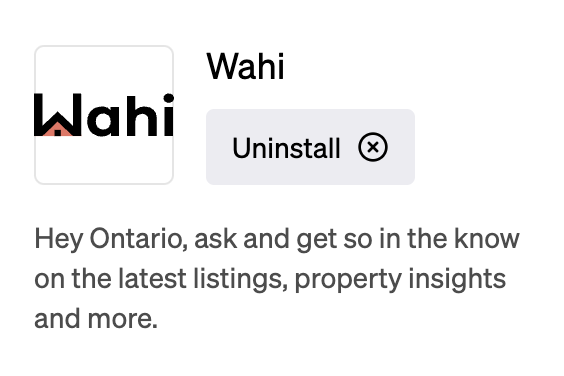 Wahi
Wahi
Uninstall
Hey Ontario, ask and get so in the know
on the latest listings, property insights
and more.